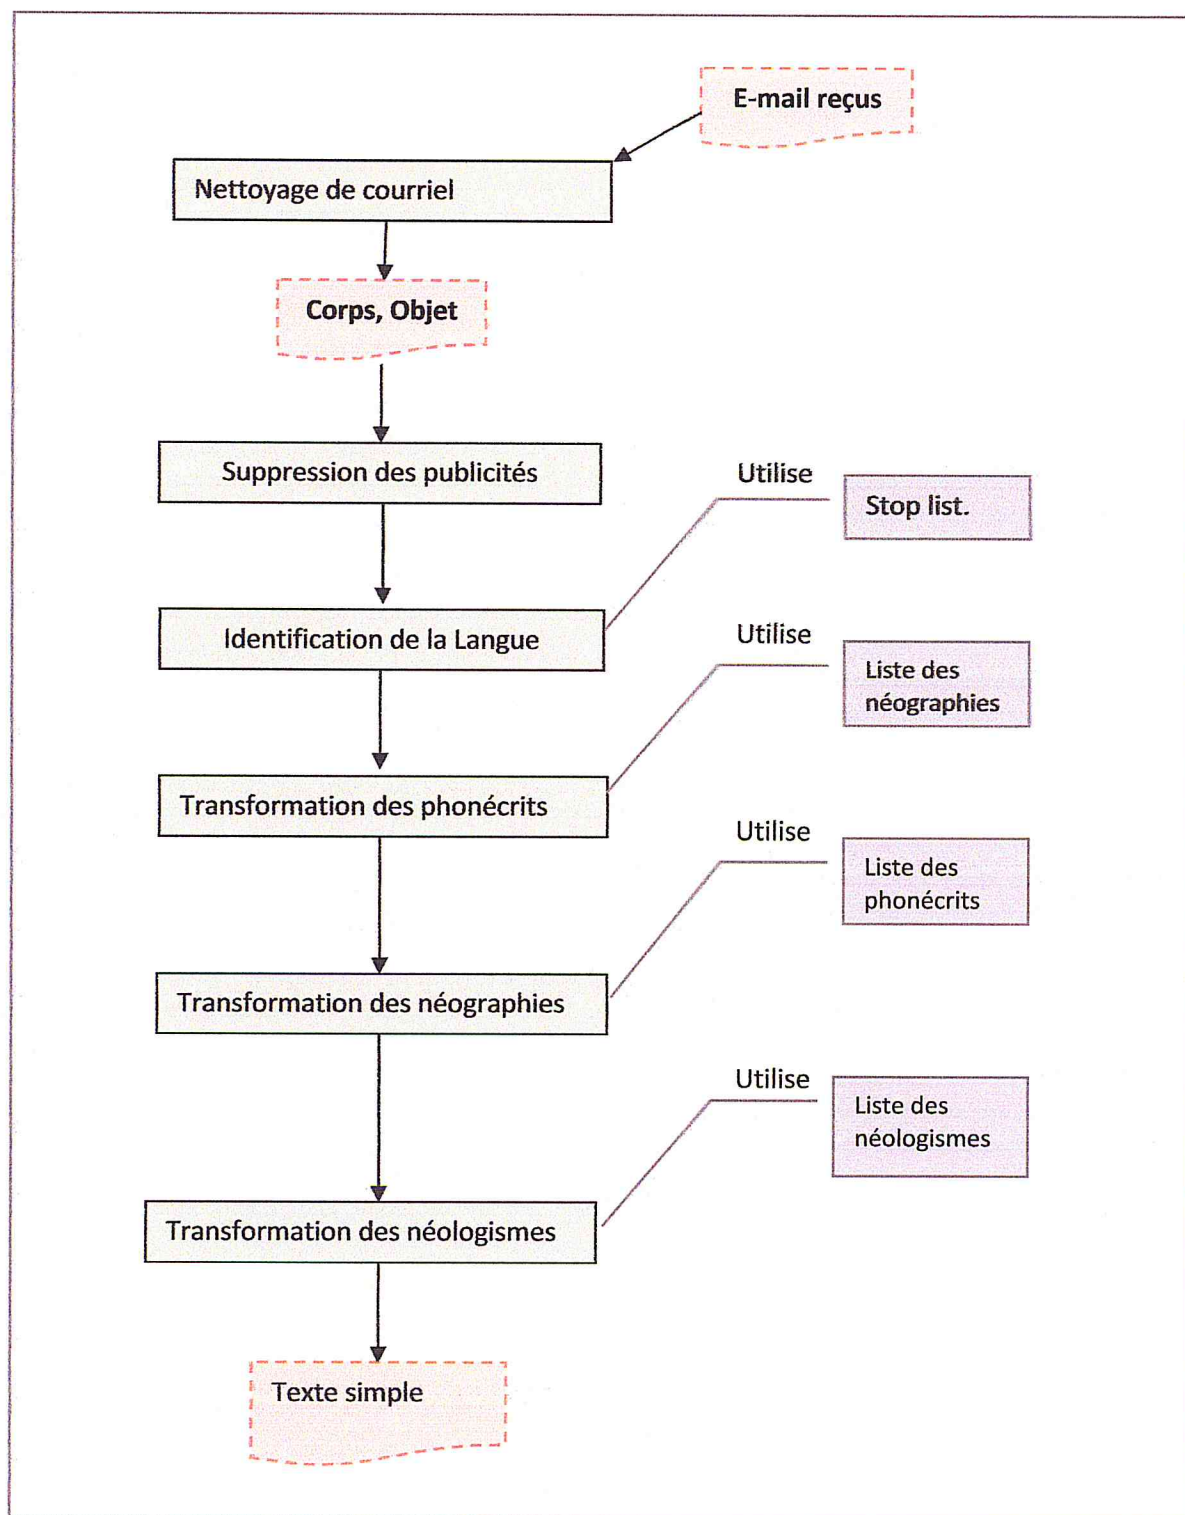 E-mail reçus
Nettoyage de courriel
Corps, Objet
Suppression des publicités
Utilise
Stop list.
Identification de la Langue
Utilise
Liste des
néographies
Transformation des phonécrits
Utilise
Liste des
phonécrits
Transformation des néographies
Utilise
Liste des
néologismes
Transformation des néologismes
Texte simple